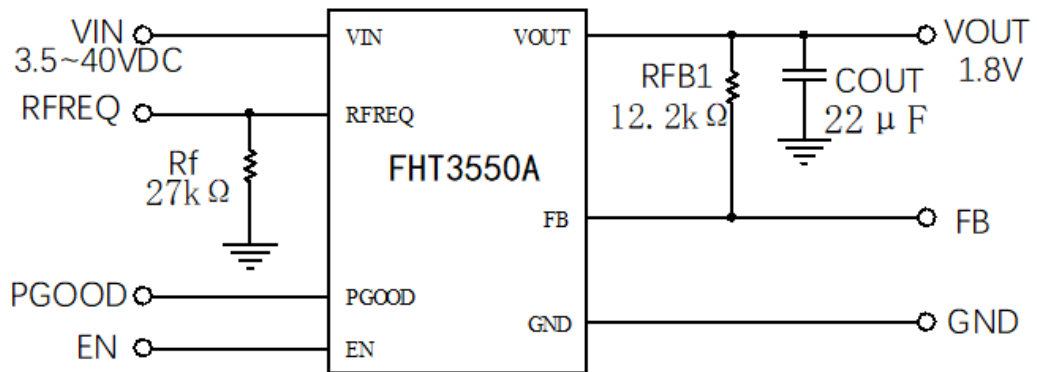 VIN
3.5~40VDC
RFREQ
Rf
27kΩ
PGOOD
EN
VIN
RFREQ
PGOOD
EN
FHT3550A
VOUT
FB
GND
RFB1
12.2kΩ
COUT
22μF
VOUT
1.8V
FB
GND